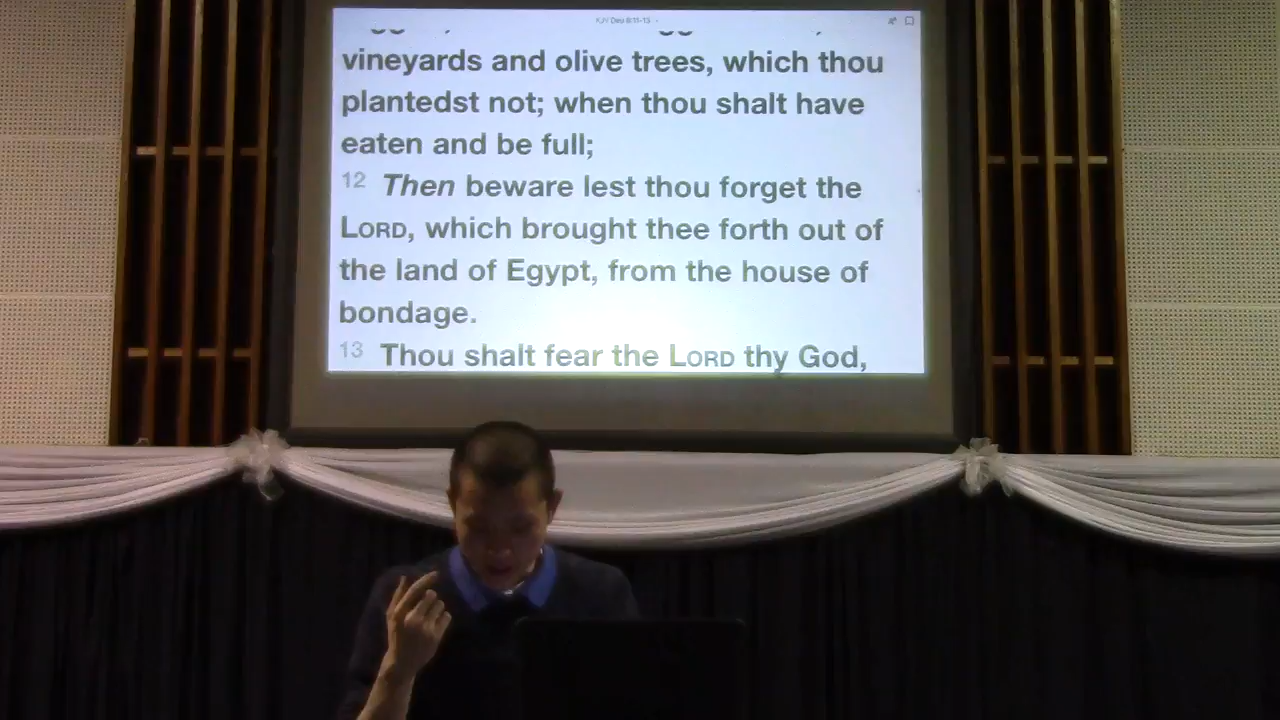 vineyards and olive trees, which thou
plantedst not; when thou shalt have
eaten and be full;
12 Then beware lest thou forget the
LORD, which brought thee forth out of
the land of Egypt, from the house of
bondage.
13 Thou shalt fear the LORD thy God,